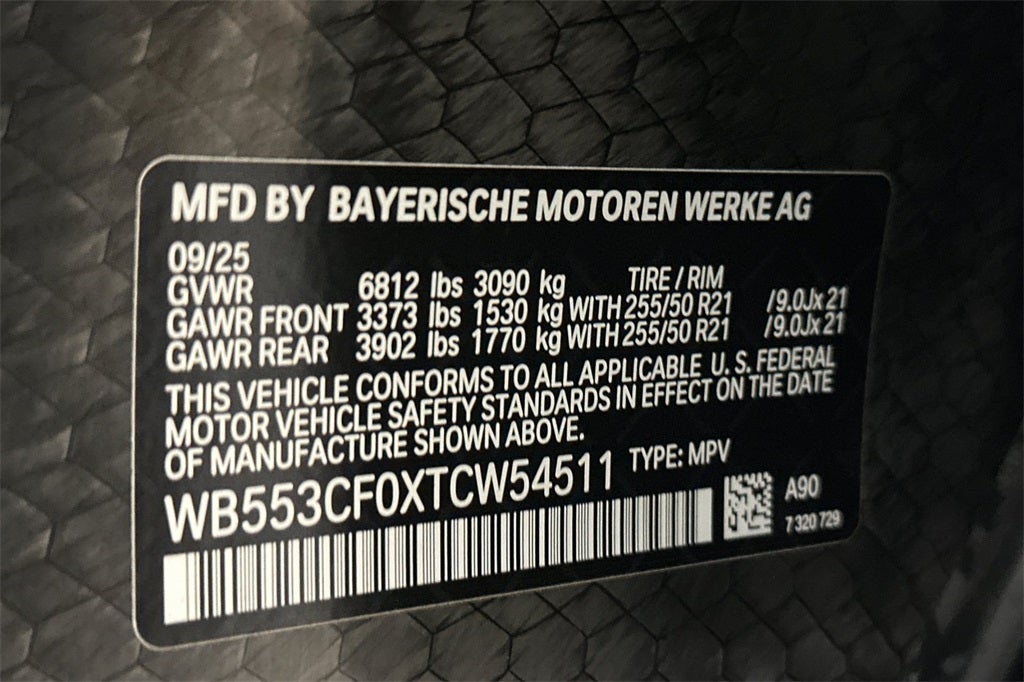 MFD BY BAYERISCHE MOTOREN WERKE AG
09/25
GVWR 6812 lbs 3090 kg TIRE / RIM
GAWR FRONT 3373 lbs 1530 kg WITH 255/50 R21 /9.0Jx 21
GAWR REAR 3902 lbs 1770 kg WITH 255/50 R21 /9.0Jx 21
THIS VEHICLE CONFORMS TO ALL APPLICABLE U.S. FEDERAL
MOTOR VEHICLE SAFETY STANDARDS IN EFFECT ON THE DATE
OF MANUFACTURE SHOWN ABOVE.
WB553CF0XTCW54511 TYPE: MPV
A90
7 320 729